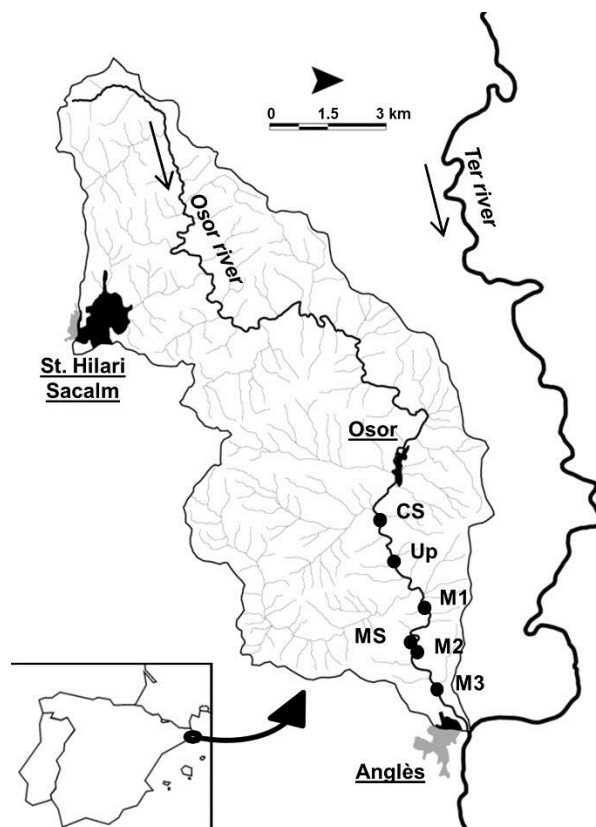 0 1.5 3 km
Ter river
Osor river
St. Hilari
Sacalm
Osor
CS
Up
M1
MS
M2
M3
Anglès